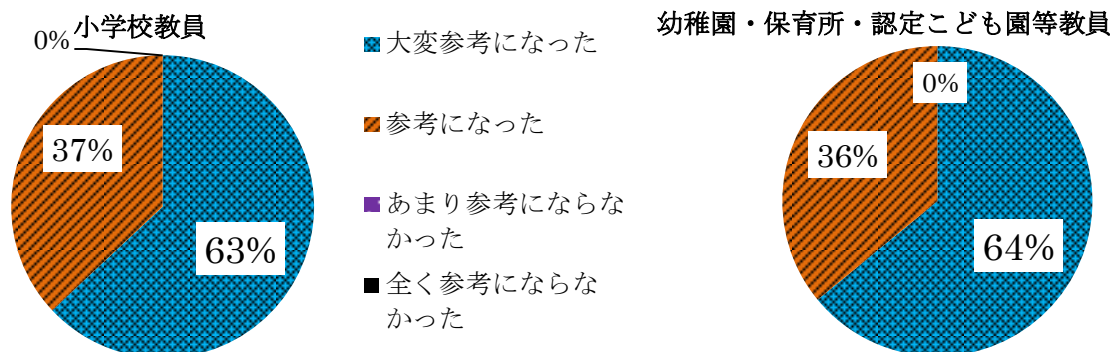 小学校教員
0%
37%
63%
大変参考になった
参考になった
あまり参考にならな
かった
全く参考にならな
かった
幼稚園・保育所・認定こども園等教員
0%
36%
64%